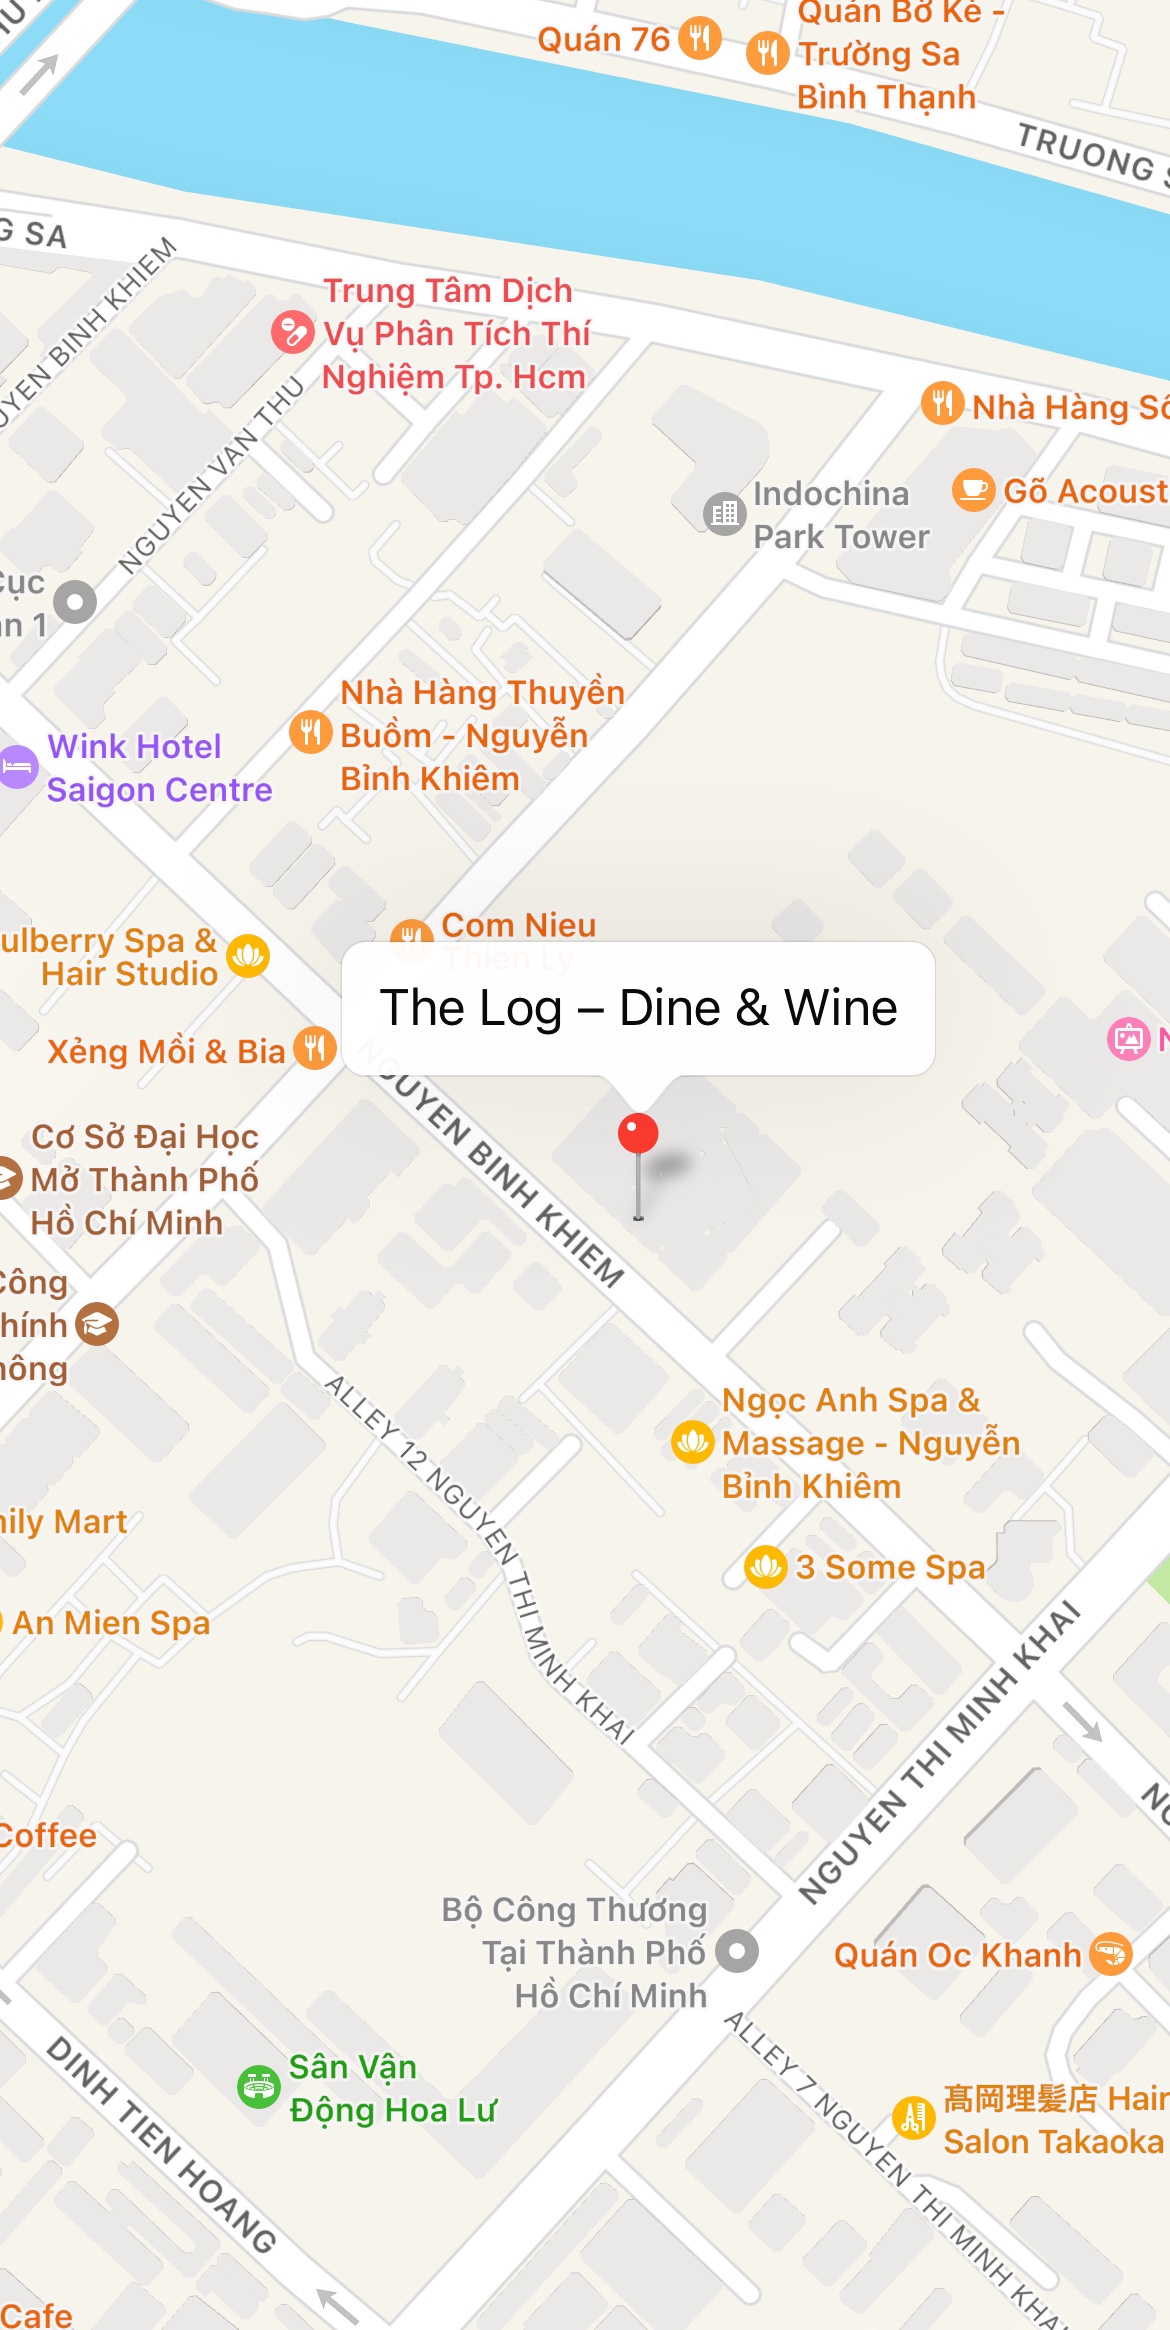 Quán 76
Quán Bờ Kè -
Trường Sa
Bình Thạnh
TRUONG S
G SA
UYEN BINH KHIEM
Trung Tâm Dịch
Vụ Phân Tích Thí
Nghiệm Tp. Hcm
NGUYEN VAN THU
Nhà Hàng Số
Indochina
Park Tower
Gõ Acoust
Cục
n 1
Nhà Hàng Thuyền
Buồm - Nguyễn
Bỉnh Khiêm
Wink Hotel
Saigon Centre
Com Nieu
Thien Ly
ulberry Spa &
Hair Studio
The Log – Dine & Wine
Xẻng Mồi & Bia
NGUYEN BINH KHIEM
Cơ Sở Đại Học
Mở Thành Phố
Hồ Chí Minh
Công
hính
hông
ALLEY 12 NGUYEN THI MINH KHAI
Ngọc Anh Spa &
Massage - Nguyễn
Bỉnh Khiêm
ily Mart
3 Some Spa
An Mien Spa
NGUYEN THI MINH KHAI
Coffee
Bộ Công Thương
Tại Thành Phố
Hồ Chí Minh
Quán Oc Khanh
DINH TIEN HOANG
Sân Vận
Động Hoa Lư
ALLEY 7 NGUYEN THI MINH KHAI
髙岡理髪店 Hair
Salon Takaoka
Cafe